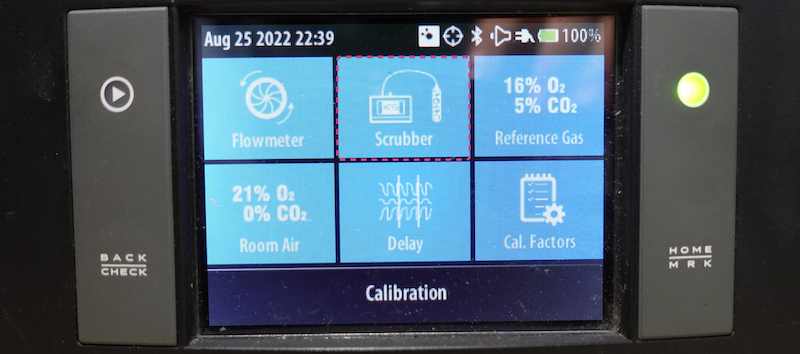 Aug 25 2022 22:39
100%
Flowmeter
Scrubber
16% O₂
5% CO₂
Reference Gas
21% O₂
0% CO₂
Room Air
Delay
Cal. Factors
Calibration
BACK
CHECK
HOME
MRK